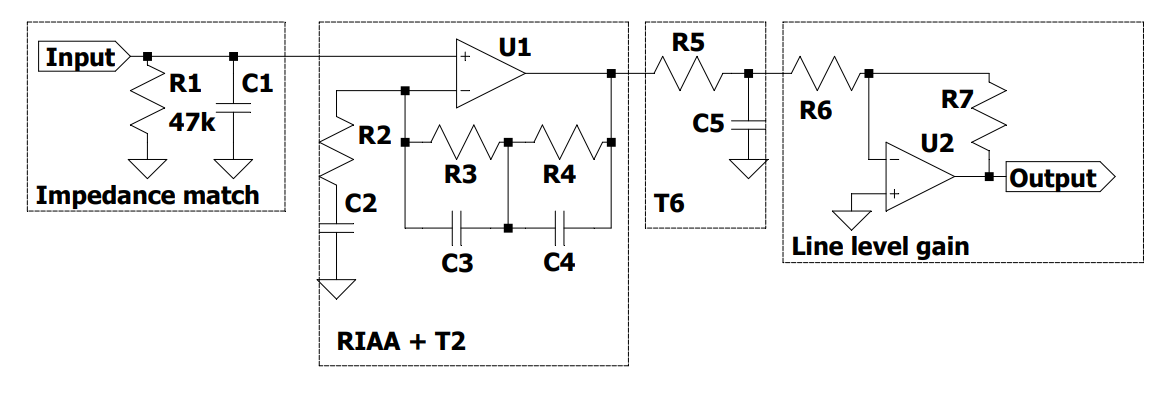 Input
R1
47k
C1
Impedance match
U1
R2
R3
R4
C2
C3
C4
RIAA + T2
R5
C5
T6
R6
R7
U2
Output
Line level gain